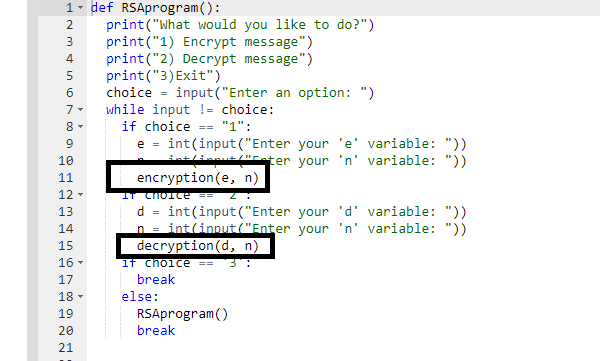 1 def RSAprogram():
2 print("What would you like to do?")
3 print("1) Encrypt message")
4 print("2) Decrypt message")
5 print("3)Exit")
6 choice = input("Enter an option: ")
7 while input != choice:
8 if choice == "1":
9 e = int(input("Enter your 'e' variable: "))
10 = int(input("Enter your 'n' variable: "))
11 encryption(e, n)
12 if choice == "2":
13 d = int(input("Enter your 'd' variable: "))
14 n = int(input("Enter your 'n' variable: "))
15 decryption(d, n)
16 if choice == "3":
17 break
18 else:
19 RSAprogram()
20 break
21